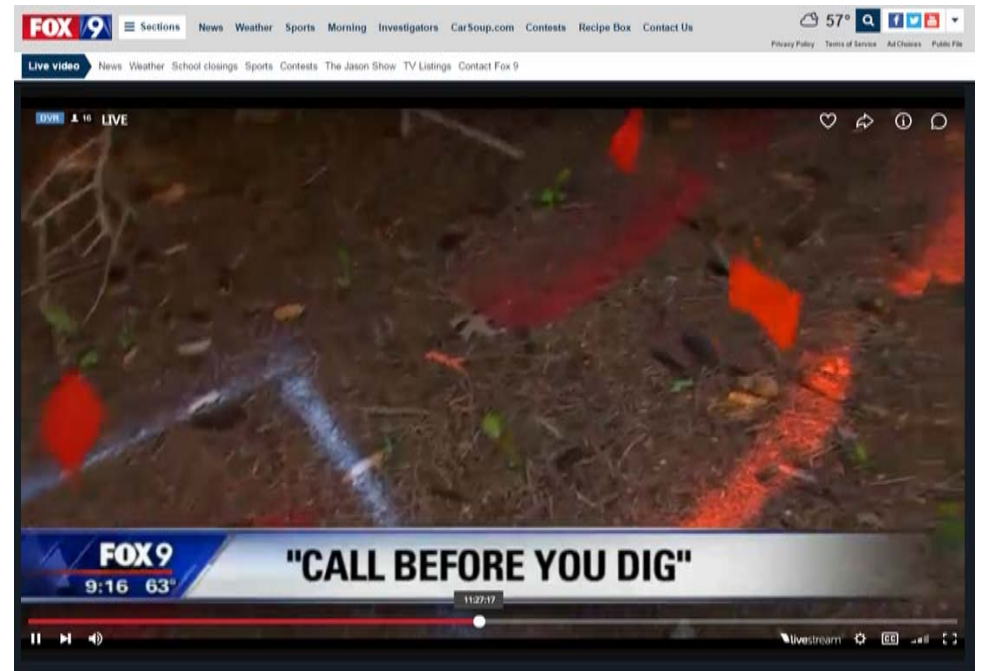 FOX 9 Sections News Weather Sports Morning Investigators CarSoup.com Contests Recipe Box Contact Us 57°
Privacy Policy Terms of Service Ad Choices Public File
Live video News Weather School closings Sports Contests The Jason Show TV Listings Contact Fox 9
DVR 16 LIVE
FOX 9
"CALL BEFORE YOU DIG"
9:16 63°
11:27:17
livestream CC